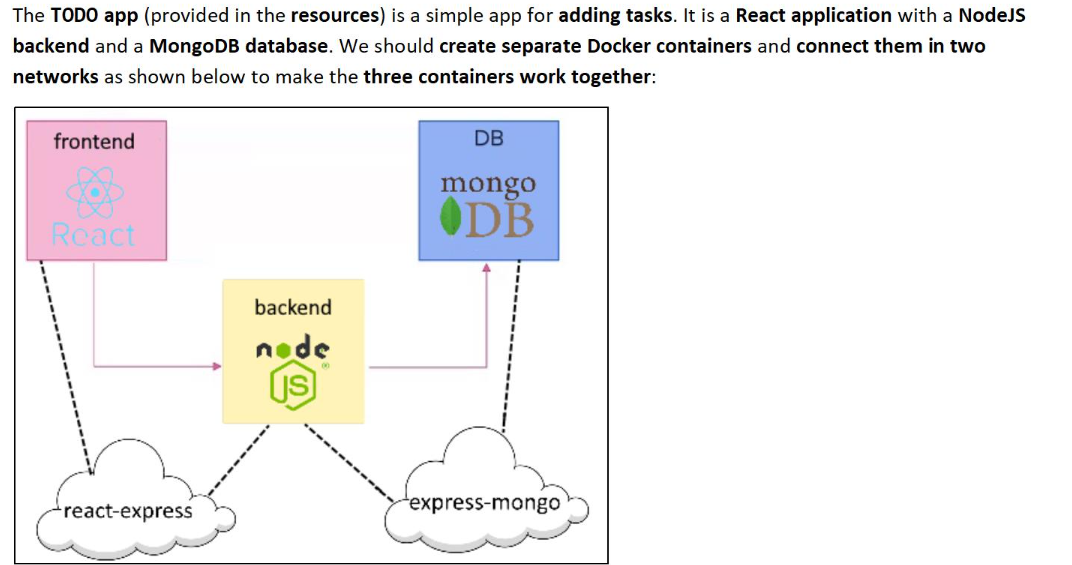 The TODO app (provided in the resources) is a simple app for adding tasks. It is a React application with a NodeJS
backend and a MongoDB database. We should create separate Docker containers and connect them in two
networks as shown below to make the three containers work together:
frontend
React
DB
mongo
DB
backend
node
JS
react-express
express-mongo